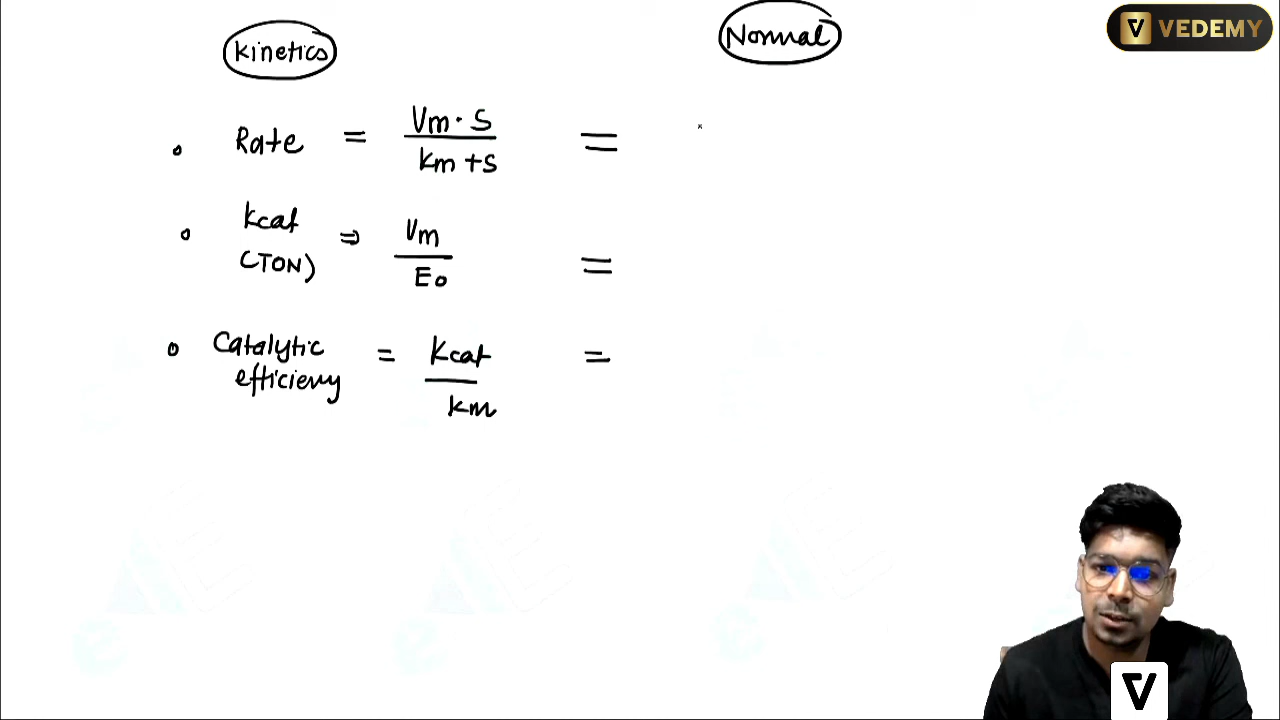 Kinetics
Normal
VEDEMY
Rate = Vm · S / Km + S =
Kcat (TON) ⇒ Vm / Eo =
Catalytic efficiency = Kcat / Km =